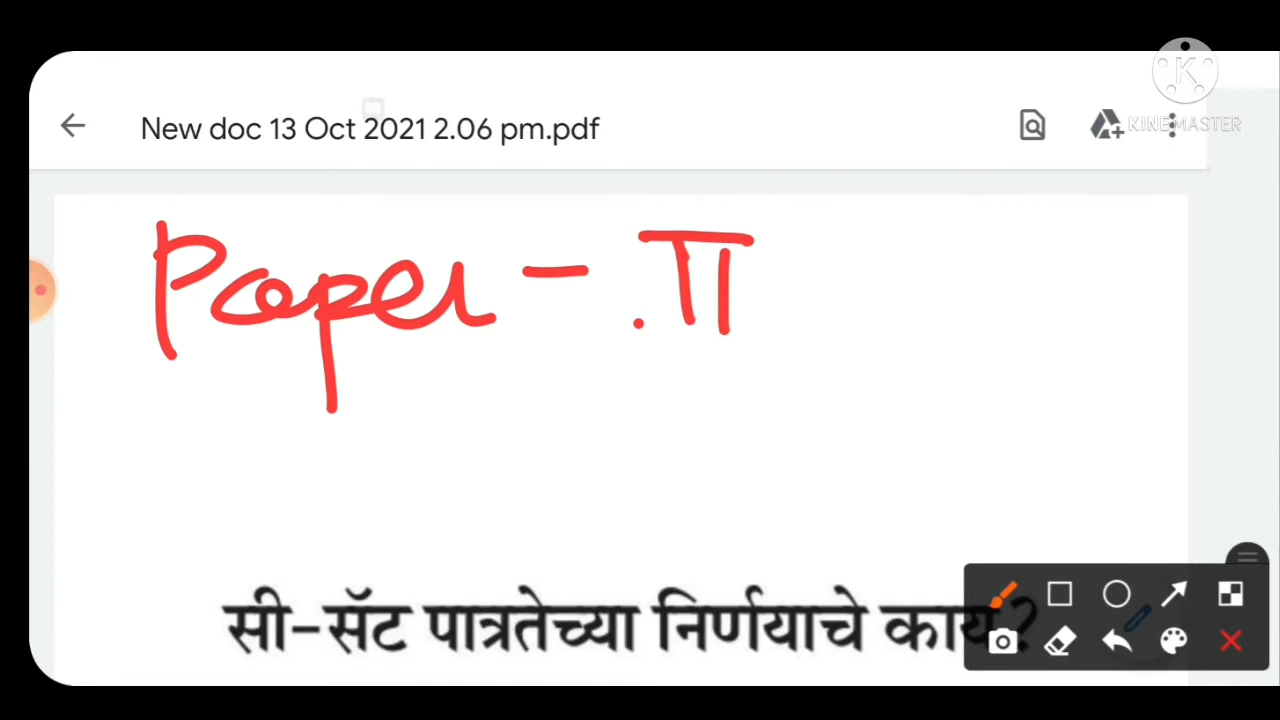 New doc 13 Oct 2021 2.06 pm.pdf
KINEMASTER
Paper - II
सी-सॅट पात्रतेच्या निर्णयाचे काय?